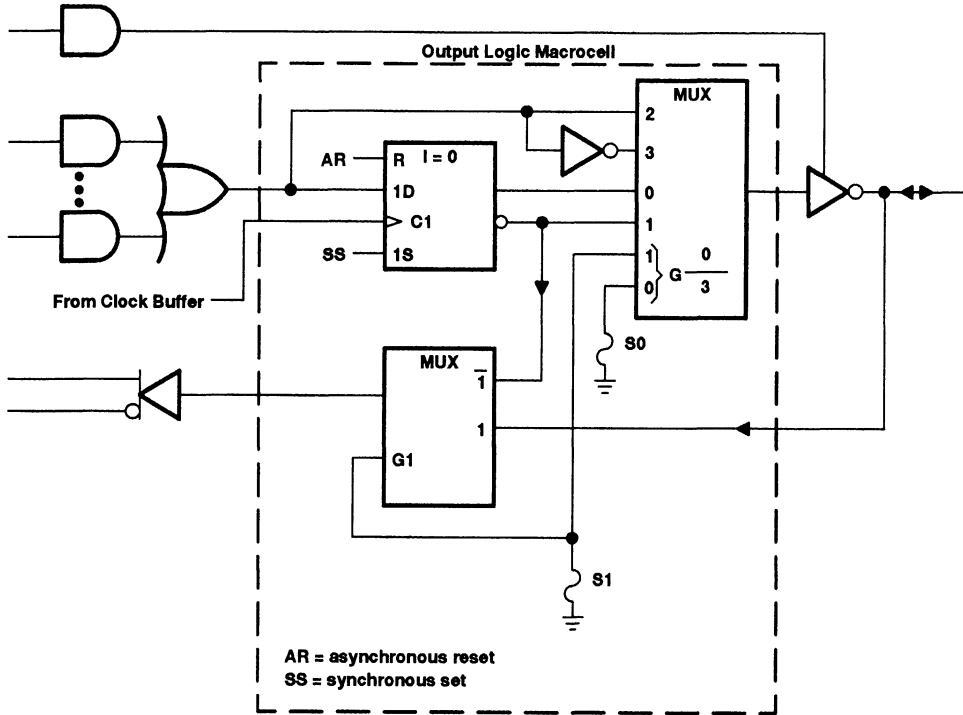 Output Logic Macrocell
MUX
2
3
0
1
1
0
G 0
3
AR
R
I = 0
1D
C1
SS
1S
From Clock Buffer
S0
MUX
1
1
G1
S1
AR = asynchronous reset
SS = synchronous set